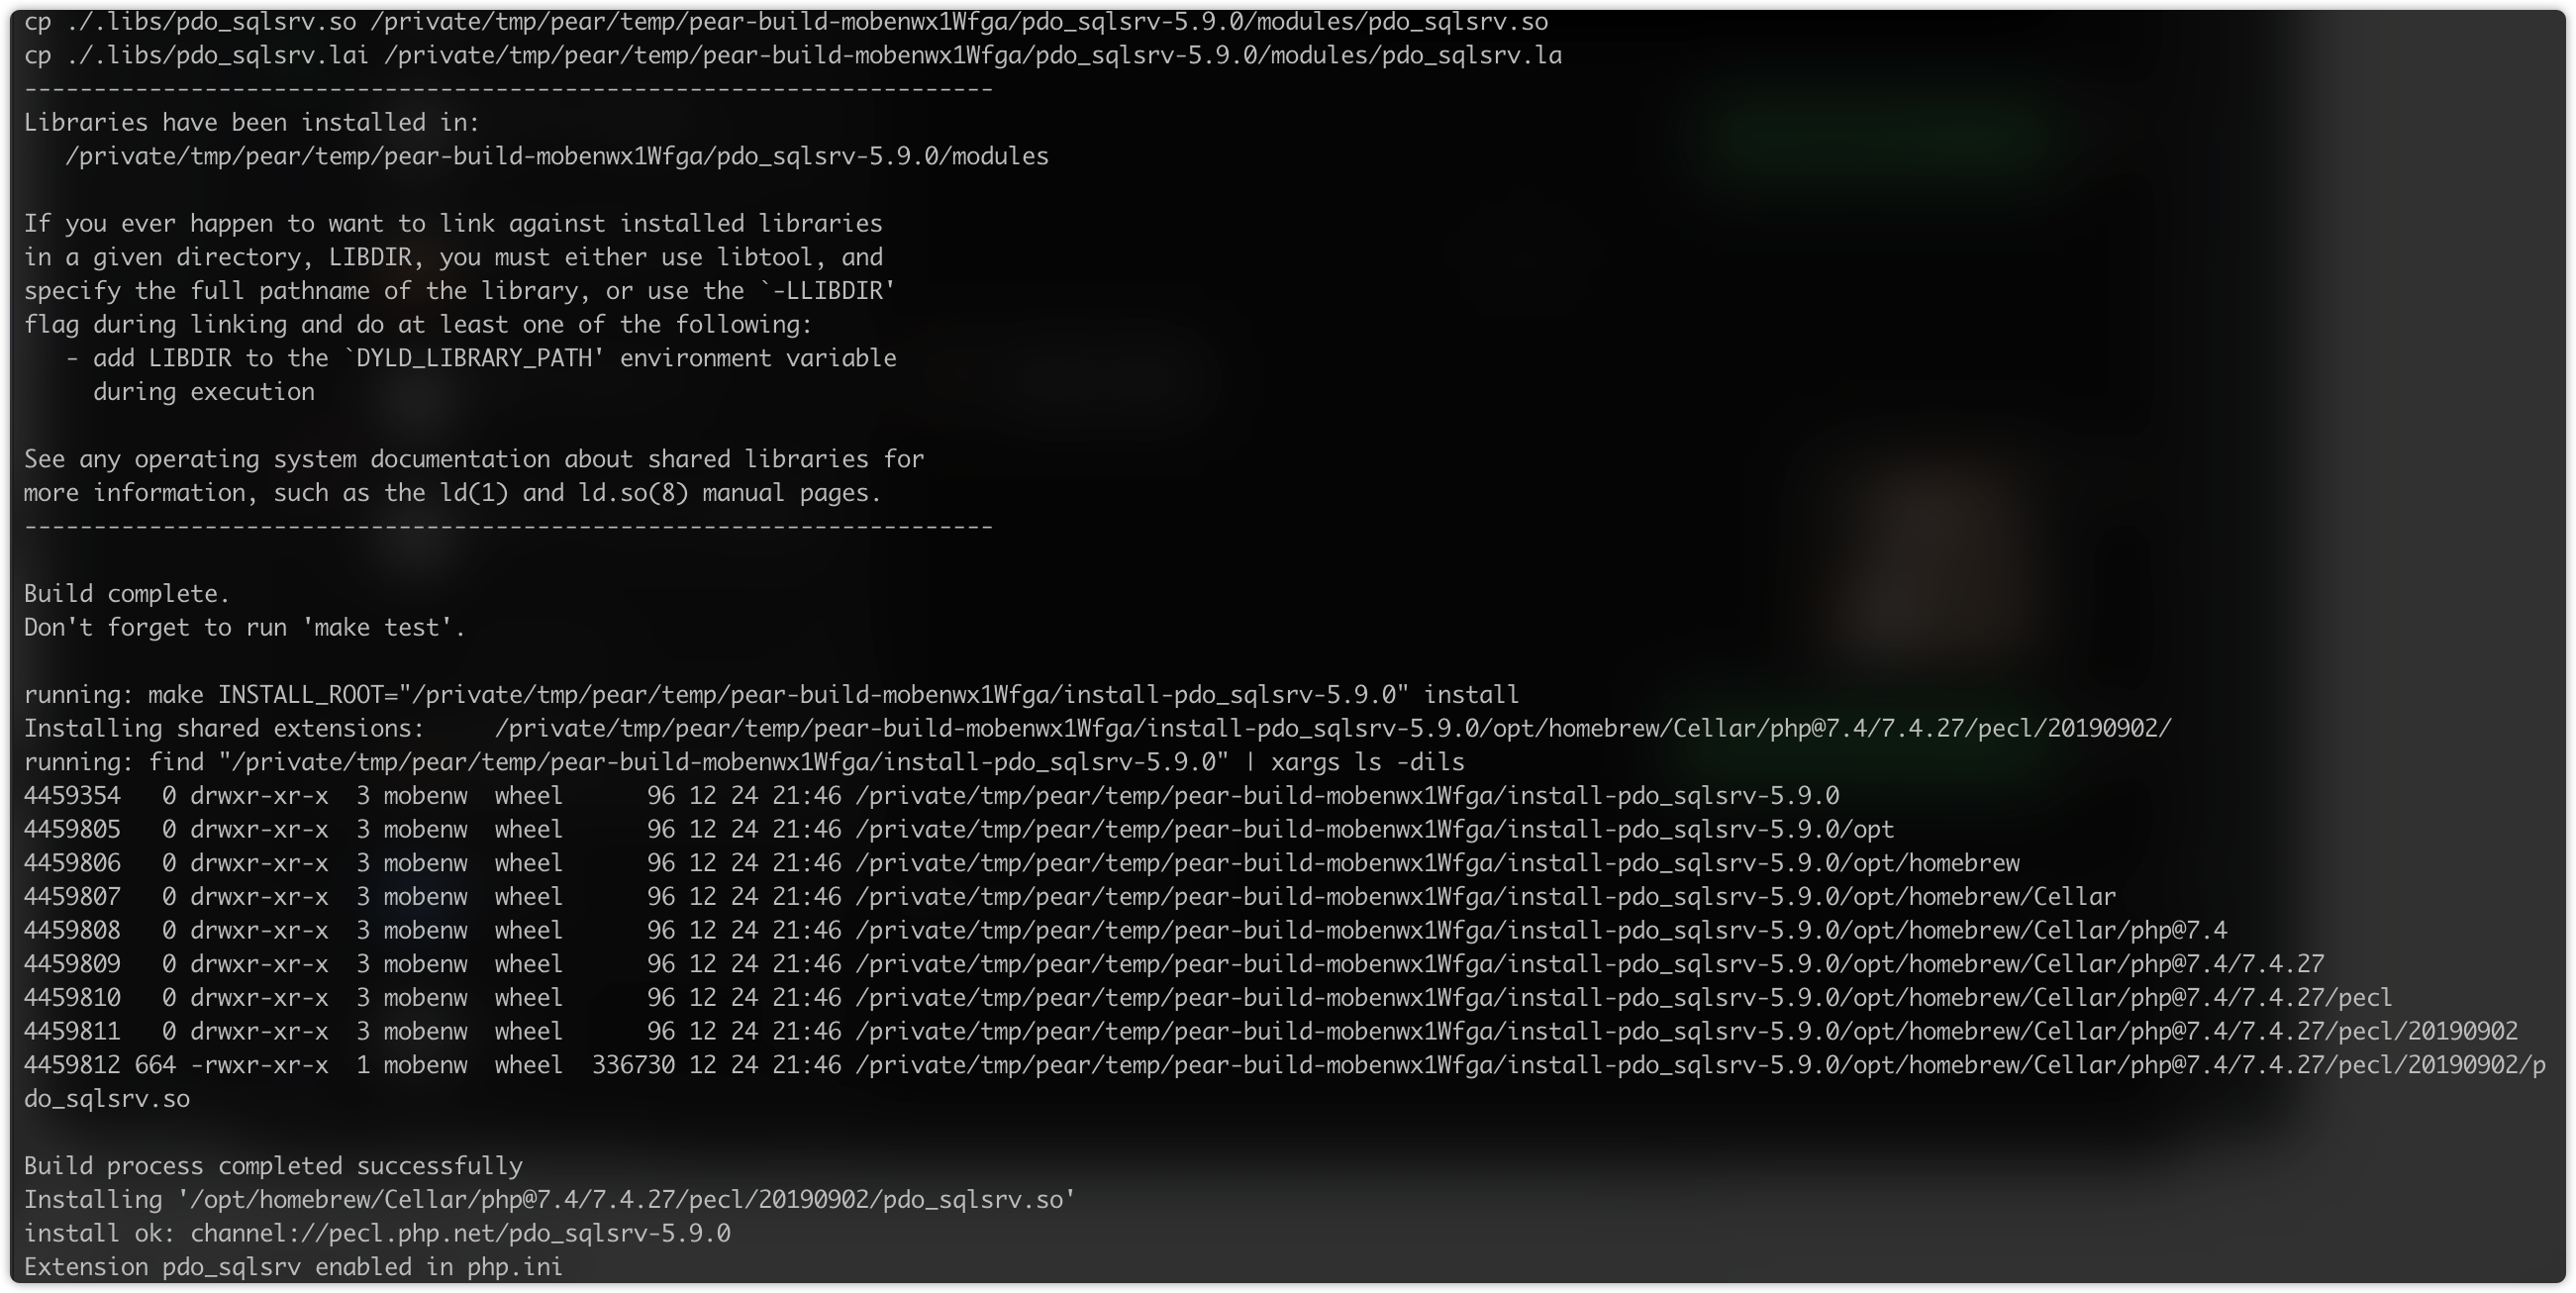 cp ./.libs/pdo_sqlsrv.so /private/tmp/pear/temp/pear-build-mobenwx1Wfga/pdo_sqlsrv-5.9.0/modules/pdo_sqlsrv.so
cp ./.libs/pdo_sqlsrv.lai /private/tmp/pear/temp/pear-build-mobenwx1Wfga/pdo_sqlsrv-5.9.0/modules/pdo_sqlsrv.la
----------------------------------------------------------------------
Libraries have been installed in:
   /private/tmp/pear/temp/pear-build-mobenwx1Wfga/pdo_sqlsrv-5.9.0/modules

If you ever happen to want to link against installed libraries
in a given directory, LIBDIR, you must either use libtool, and
specify the full pathname of the library, or use the `-LLIBDIR'
flag during linking and do at least one of the following:
   - add LIBDIR to the `DYLD_LIBRARY_PATH' environment variable
     during execution

See any operating system documentation about shared libraries for
more information, such as the ld(1) and ld.so(8) manual pages.
----------------------------------------------------------------------

Build complete.
Don't forget to run 'make test'.

running: make INSTALL_ROOT="/private/tmp/pear/temp/pear-build-mobenwx1Wfga/install-pdo_sqlsrv-5.9.0" install
Installing shared extensions:     /private/tmp/pear/temp/pear-build-mobenwx1Wfga/install-pdo_sqlsrv-5.9.0/opt/homebrew/Cellar/php@7.4/7.4.27/pecl/20190902/
running: find "/private/tmp/pear/temp/pear-build-mobenwx1Wfga/install-pdo_sqlsrv-5.9.0" | xargs ls -dils
4459354   0 drwxr-xr-x  3 mobenw  wheel      96 12 24 21:46 /private/tmp/pear/temp/pear-build-mobenwx1Wfga/install-pdo_sqlsrv-5.9.0
4459805   0 drwxr-xr-x  3 mobenw  wheel      96 12 24 21:46 /private/tmp/pear/temp/pear-build-mobenwx1Wfga/install-pdo_sqlsrv-5.9.0/opt
4459806   0 drwxr-xr-x  3 mobenw  wheel      96 12 24 21:46 /private/tmp/pear/temp/pear-build-mobenwx1Wfga/install-pdo_sqlsrv-5.9.0/opt/homebrew
4459807   0 drwxr-xr-x  3 mobenw  wheel      96 12 24 21:46 /private/tmp/pear/temp/pear-build-mobenwx1Wfga/install-pdo_sqlsrv-5.9.0/opt/homebrew/Cellar
4459808   0 drwxr-xr-x  3 mobenw  wheel      96 12 24 21:46 /private/tmp/pear/temp/pear-build-mobenwx1Wfga/install-pdo_sqlsrv-5.9.0/opt/homebrew/Cellar/php@7.4
4459809   0 drwxr-xr-x  3 mobenw  wheel      96 12 24 21:46 /private/tmp/pear/temp/pear-build-mobenwx1Wfga/install-pdo_sqlsrv-5.9.0/opt/homebrew/Cellar/php@7.4/7.4.27
4459810   0 drwxr-xr-x  3 mobenw  wheel      96 12 24 21:46 /private/tmp/pear/temp/pear-build-mobenwx1Wfga/install-pdo_sqlsrv-5.9.0/opt/homebrew/Cellar/php@7.4/7.4.27/pecl
4459811   0 drwxr-xr-x  3 mobenw  wheel      96 12 24 21:46 /private/tmp/pear/temp/pear-build-mobenwx1Wfga/install-pdo_sqlsrv-5.9.0/opt/homebrew/Cellar/php@7.4/7.4.27/pecl/20190902
4459812 664 -rwxr-xr-x  1 mobenw  wheel  336730 12 24 21:46 /private/tmp/pear/temp/pear-build-mobenwx1Wfga/install-pdo_sqlsrv-5.9.0/opt/homebrew/Cellar/php@7.4/7.4.27/pecl/20190902/p
do_sqlsrv.so

Build process completed successfully
Installing '/opt/homebrew/Cellar/php@7.4/7.4.27/pecl/20190902/pdo_sqlsrv.so'
install ok: channel://pecl.php.net/pdo_sqlsrv-5.9.0
Extension pdo_sqlsrv enabled in php.ini